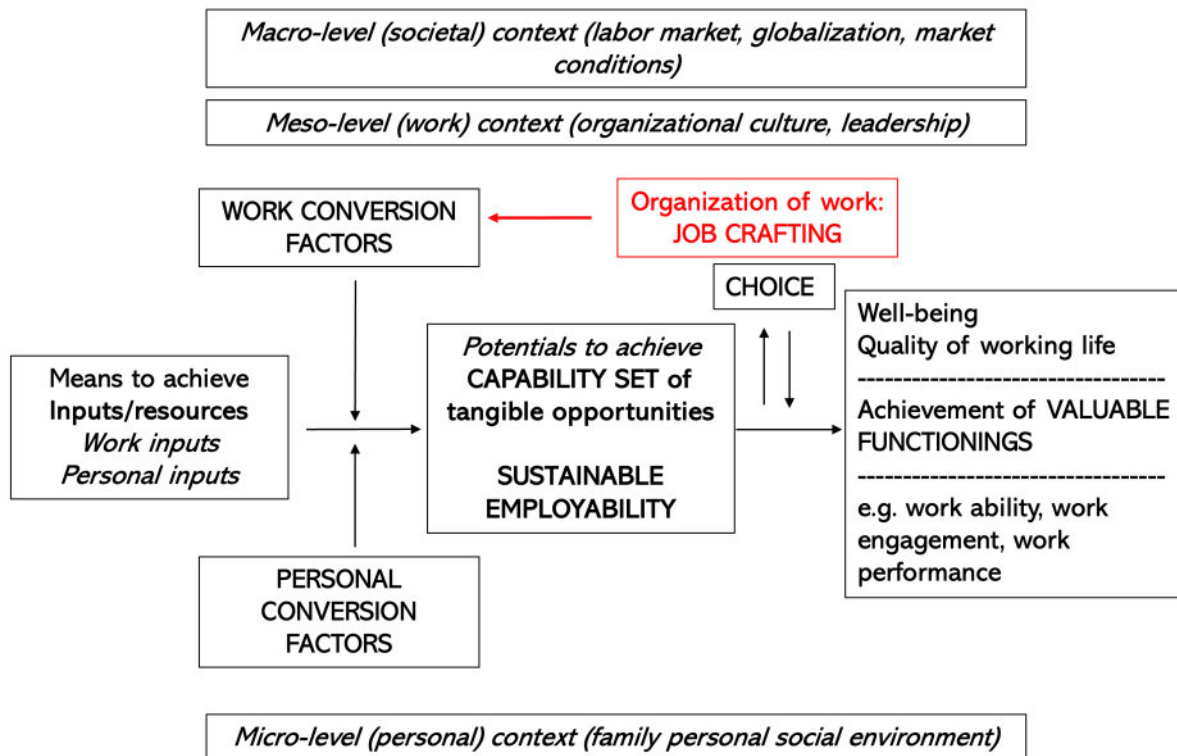 Macro-level (societal) context (labor market, globalization, market
conditions)
Meso-level (work) context (organizational culture, leadership)
WORK CONVERSION
FACTORS
Organization of work:
JOB CRAFTING
CHOICE
Means to achieve
Inputs/resources
Work inputs
Personal inputs
Potentials to achieve
CAPABILITY SET of
tangible opportunities
SUSTAINABLE
EMPLOYABILITY
Well-being
Quality of working life
----------------------------------
Achievement of VALUABLE
FUNCTIONINGS
----------------------------------
e.g. work ability, work
engagement, work
performance
PERSONAL
CONVERSION
FACTORS
Micro-level (personal) context (family personal social environment)